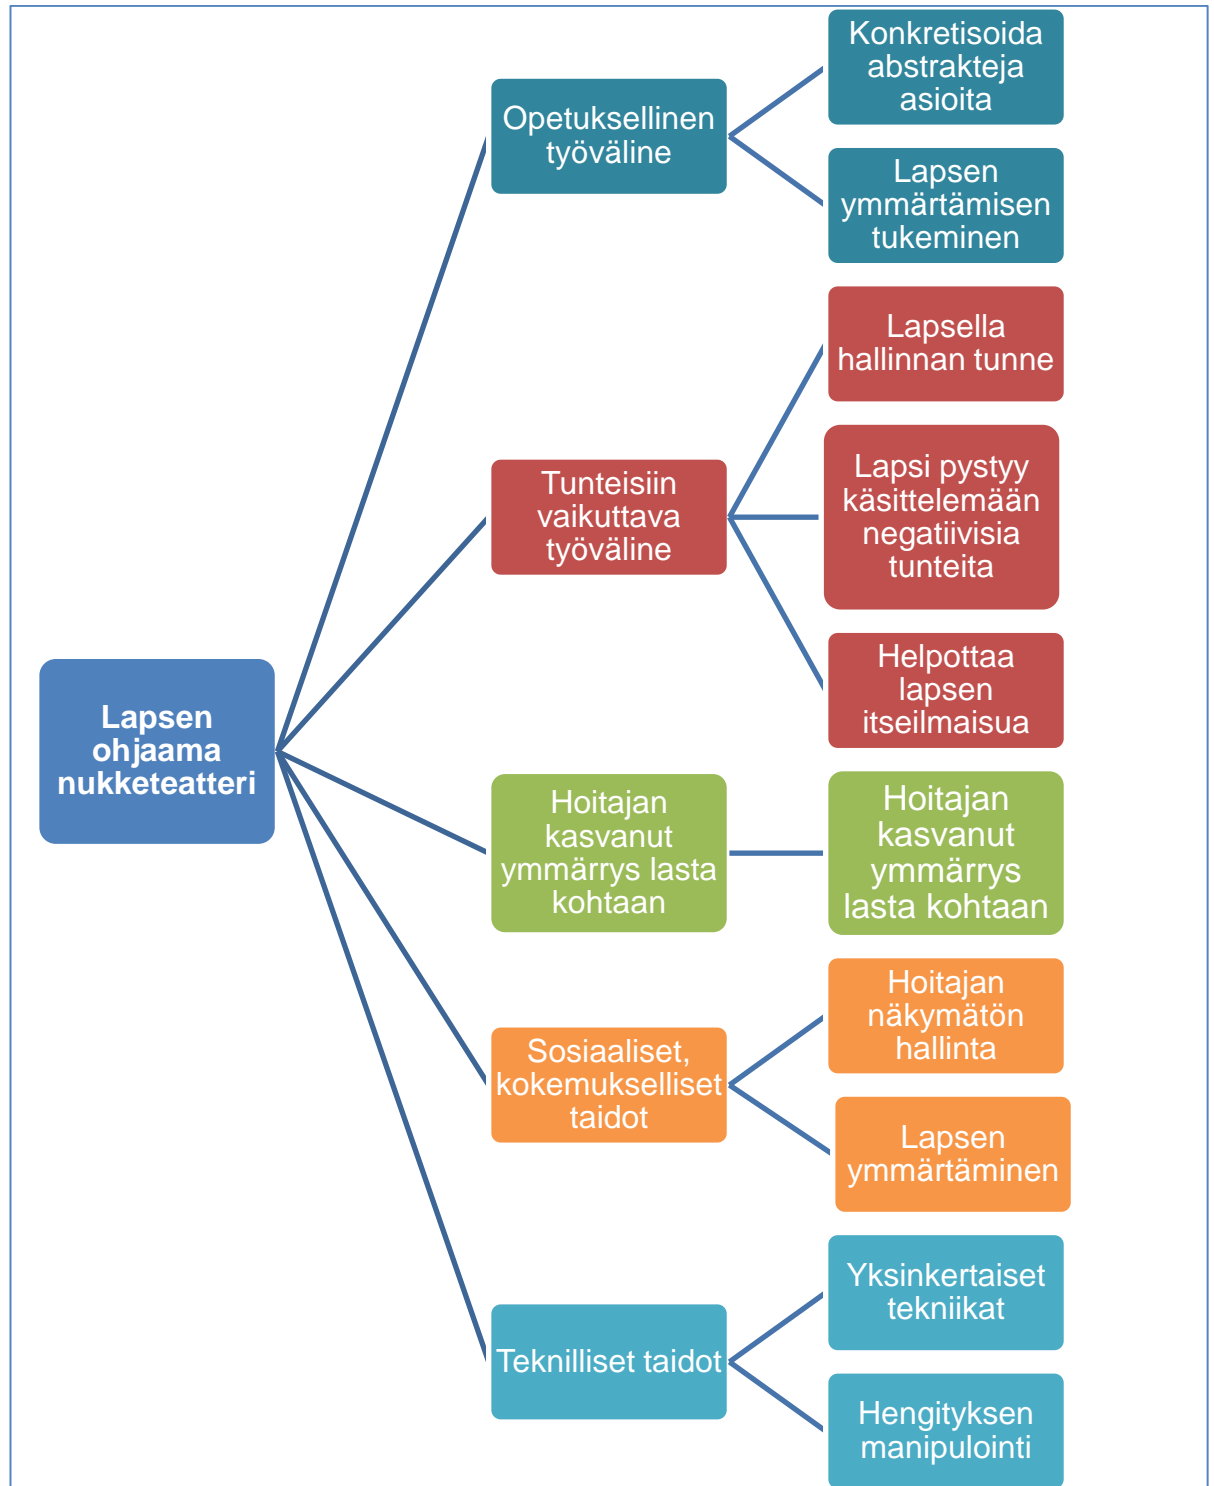 Lapsen
ohjaama
nukketeatteri
Opetuksellinen
työväline
Konkretisoida
abstrakteja
asioita
Lapsen
ymmärtämisen
tukeminen
Tunteisiin
vaikuttava
työväline
Lapsella
hallinnan tunne
Lapsi pystyy
käsittelemään
negatiivisia
tunteita
Helpottaa
lapsen
itseilmaisua
Hoitajan
kasvanut
ymmärrys lasta
kohtaan
Hoitajan
kasvanut
ymmärrys
lasta kohtaan
Sosiaaliset,
kokemukselliset
taidot
Hoitajan
näkymätön
hallinta
Lapsen
ymmärtäminen
Teknilliset taidot
Yksinkertaiset
tekniikat
Hengityksen
manipulointi